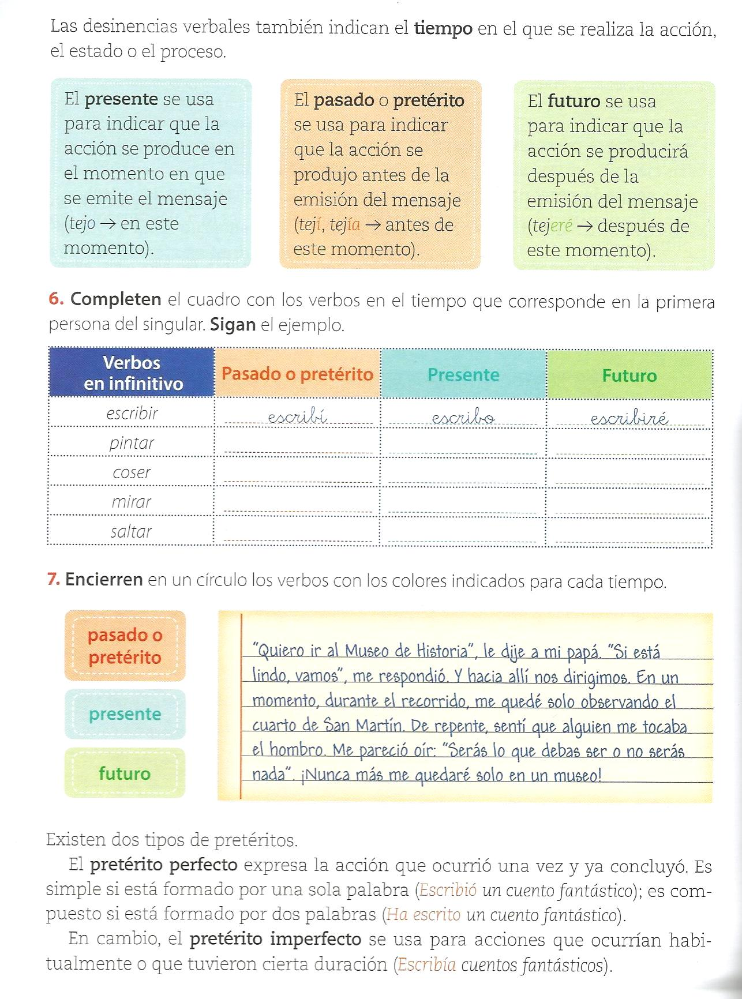 Las desinencias verbales también indican el tiempo en el que se realiza la acción,
el estado o el proceso.
El presente se usa
para indicar que la
acción se produce en
el momento en que
se emite el mensaje
(tejo → en este
momento).
El pasado o pretérito
se usa para indicar
que la acción se
produjo antes de la
emisión del mensaje
(tejí, tejía → antes de
este momento).
El futuro se usa
para indicar que la
acción se producirá
después de la
emisión del mensaje
(tejeré → después de
este momento).
6. Completen el cuadro con los verbos en el tiempo que corresponde en la primera
persona del singular. Sigan el ejemplo.
Verbos
en infinitivo
Pasado o pretérito
Presente
Futuro
escribir escribí escribo escribiré
pintar
coser
mirar
saltar
7. Encierren en un círculo los verbos con los colores indicados para cada tiempo.
pasado o
pretérito
presente
futuro
"Quiero ir al Museo de Historia", le dije a mi papá. "Si está
lindo, vamos", me respondió. Y hacia allí nos dirigimos. En un
momento, durante el recorrido, me quedé solo observando el
cuarto de San Martín. De repente, sentí que alguien me tocaba
el hombro. Me pareció oír: "Serás lo que debas ser o no serás
nada". ¡Nunca más me quedaré solo en un museo!
Existen dos tipos de pretéritos.
El pretérito perfecto expresa la acción que ocurrió una vez y ya concluyó. Es
simple si está formado por una sola palabra (Escribió un cuento fantástico); es com-
puesto si está formado por dos palabras (Ha escrito un cuento fantástico).
En cambio, el pretérito imperfecto se usa para acciones que ocurrían habi-
tualmente o que tuvieron cierta duración (Escribía cuentos fantásticos).